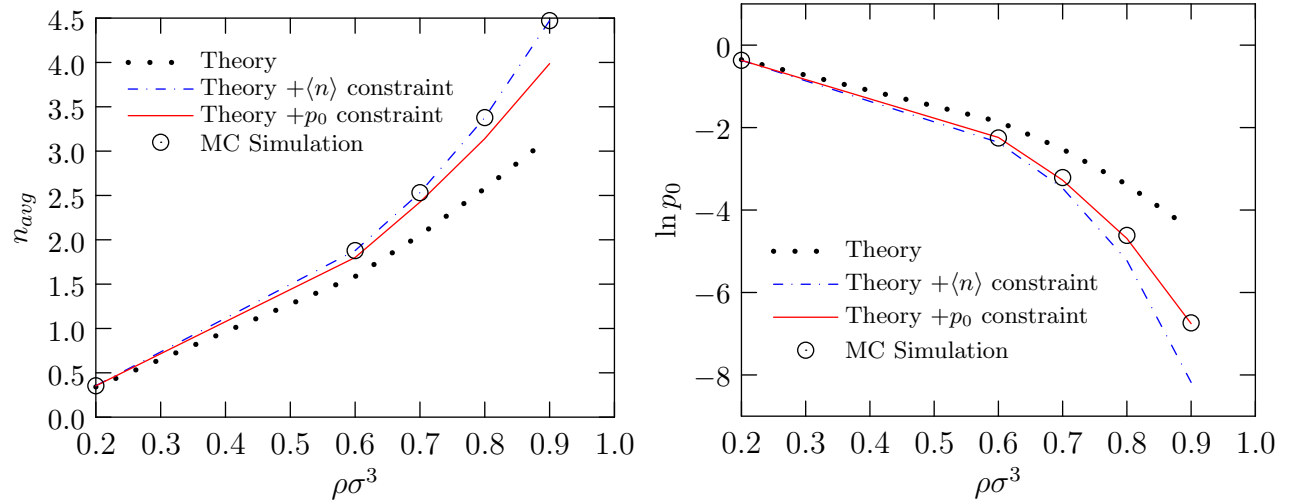 4.5
4.0
3.5
3.0
2.5
2.0
1.5
1.0
0.5
0.0
n_{avg}
Theory
Theory +⟨n⟩ constraint
Theory +p₀ constraint
MC Simulation
0.2 0.3 0.4 0.5 0.6 0.7 0.8 0.9 1.0
ρσ³
0
−2
−4
−6
−8
ln p₀
Theory
Theory +⟨n⟩ constraint
Theory +p₀ constraint
MC Simulation
0.2 0.3 0.4 0.5 0.6 0.7 0.8 0.9 1.0
ρσ³